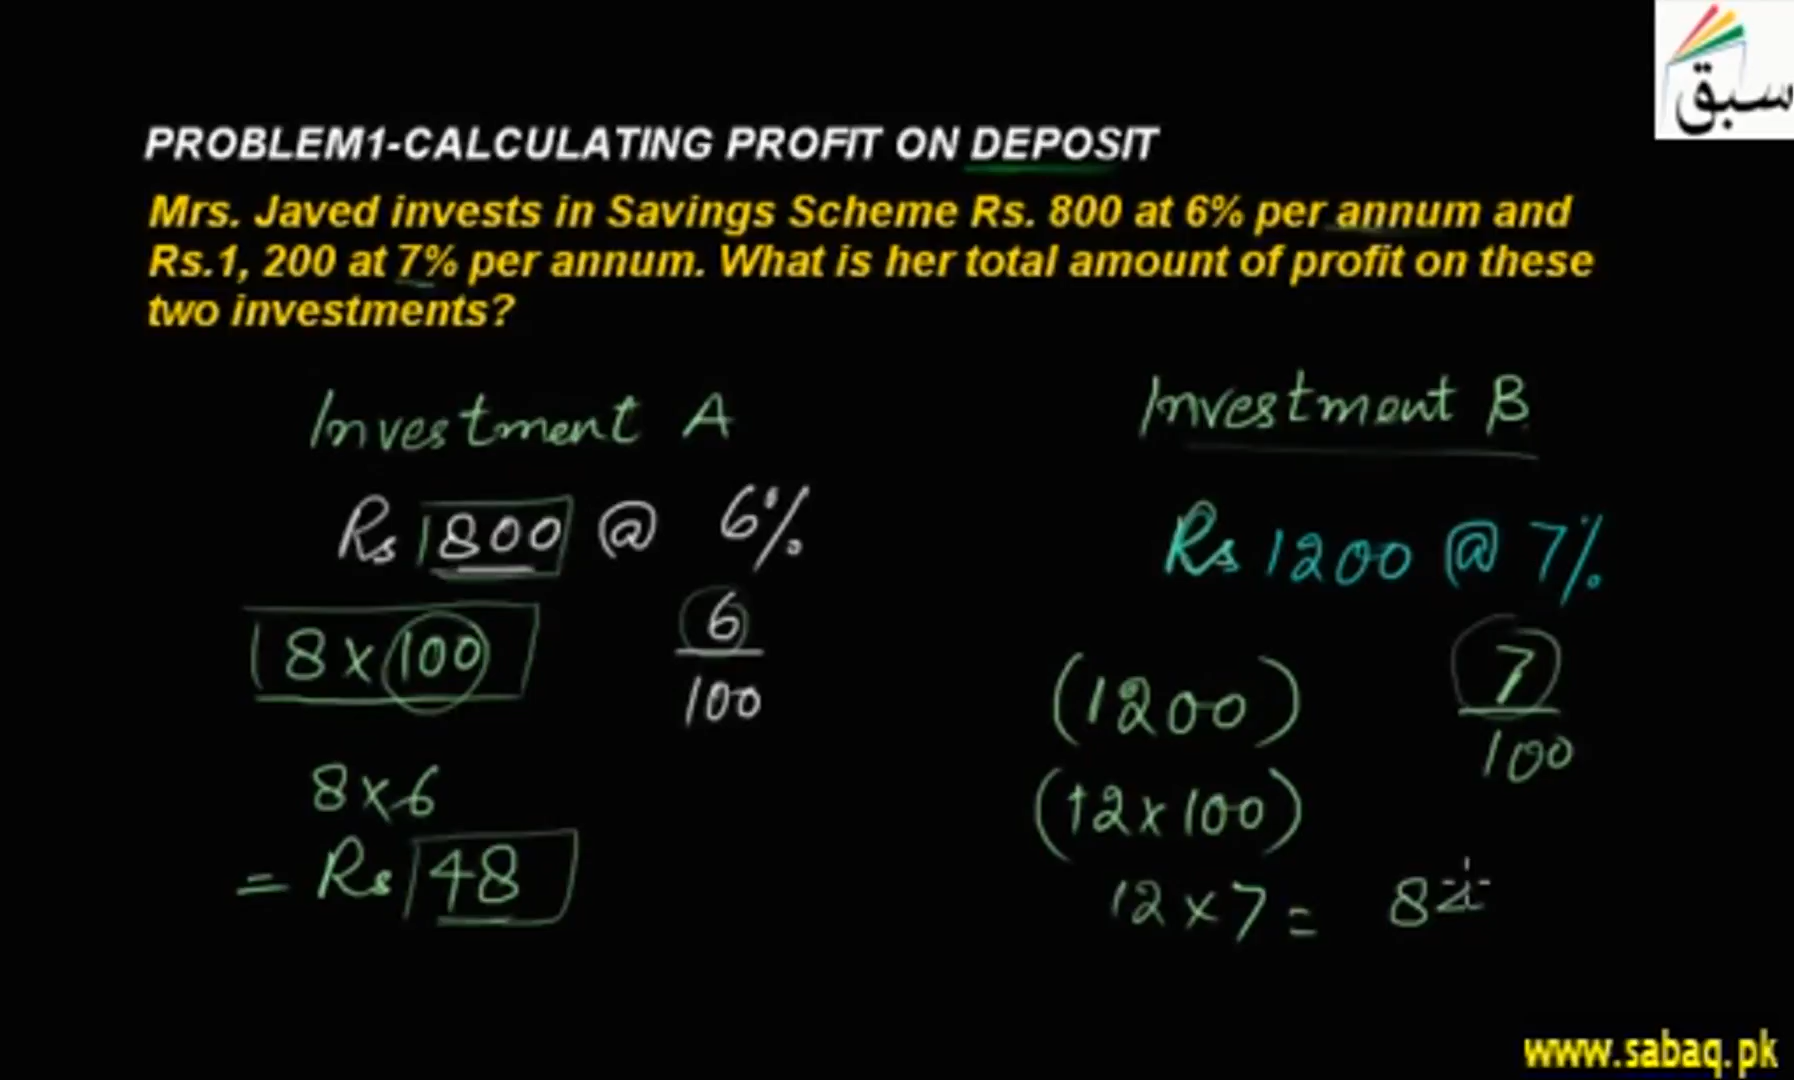 سبق
PROBLEM1-CALCULATING PROFIT ON DEPOSIT
Mrs. Javed invests in Savings Scheme Rs. 800 at 6% per annum and
Rs.1, 200 at 7% per annum. What is her total amount of profit on these
two investments?
Investment A
Rs 800 @ 6%
8 x 100
6
100
8 x 6
= Rs 48
Investment B
Rs 1200 @ 7%
(1200)
7
100
(12 x 100)
12 x 7 = 84
www.sabaq.pk